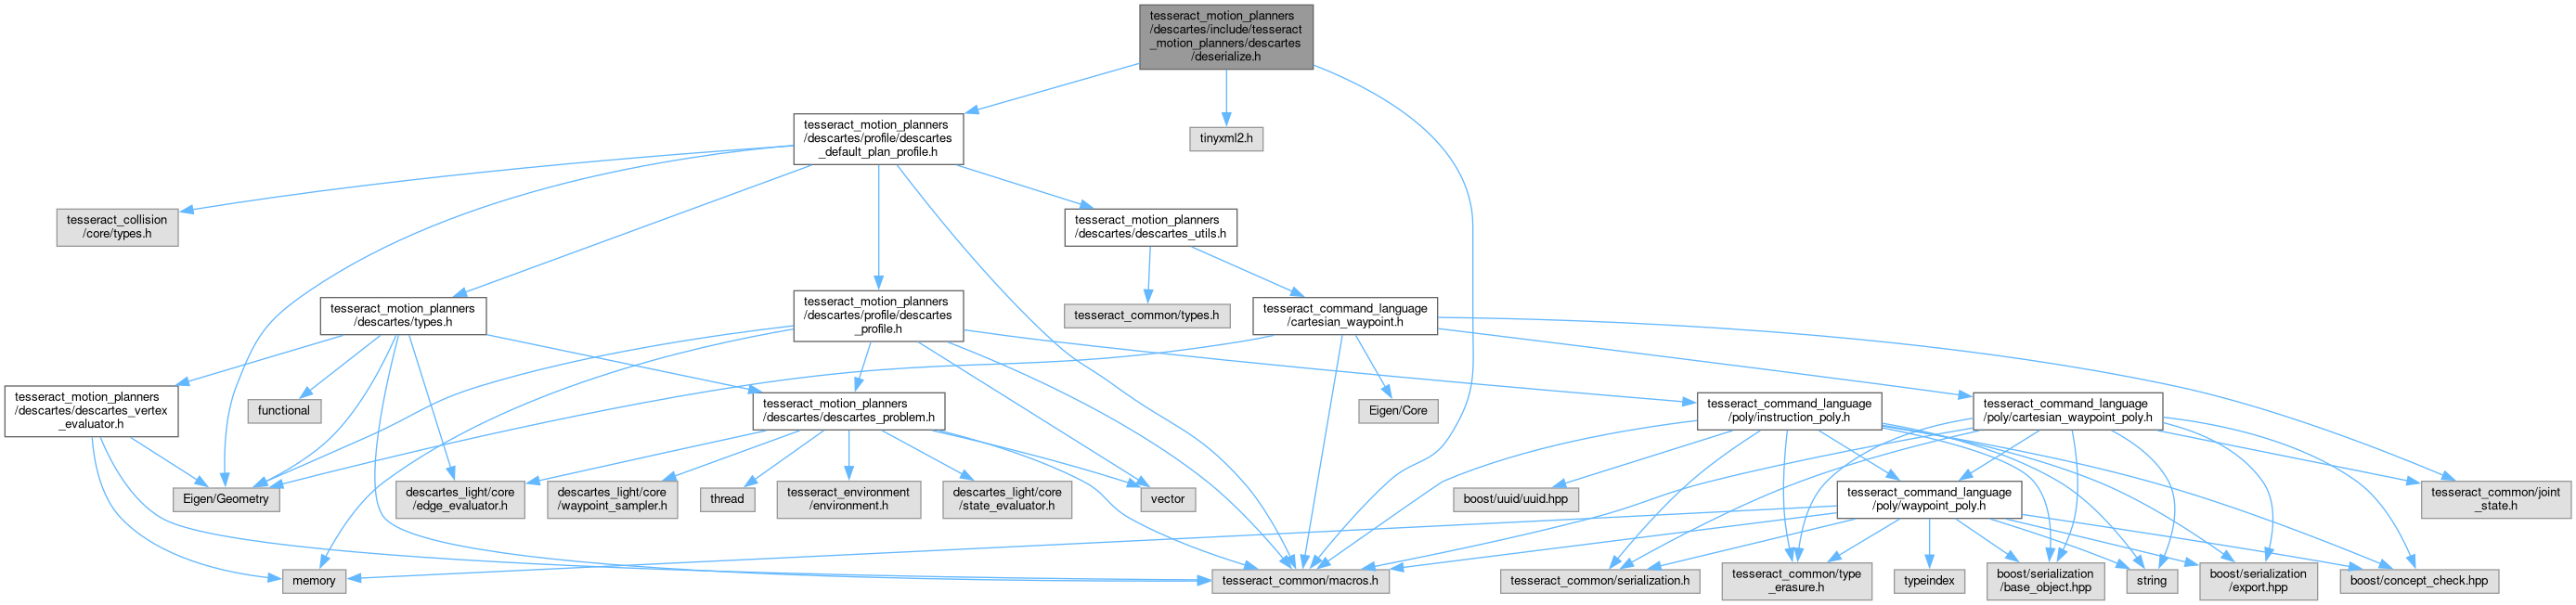 tesseract_motion_planners
/descartes/include/tesseract
_motion_planners/descartes
/deserialize.h
tesseract_motion_planners
/descartes/profile/descartes
_default_plan_profile.h
tinyxml2.h
tesseract_collision
/core/types.h
tesseract_motion_planners
/descartes/descartes_utils.h
tesseract_motion_planners
/descartes/types.h
tesseract_motion_planners
/descartes/profile/descartes
_profile.h
tesseract_common/types.h
tesseract_command_language
/cartesian_waypoint.h
tesseract_motion_planners
/descartes/descartes_vertex
_evaluator.h
functional
tesseract_motion_planners
/descartes/descartes_problem.h
Eigen/Core
tesseract_command_language
/poly/instruction_poly.h
tesseract_command_language
/poly/cartesian_waypoint_poly.h
Eigen/Geometry
descartes_light/core
/edge_evaluator.h
descartes_light/core
/waypoint_sampler.h
thread
tesseract_environment
/environment.h
descartes_light/core
/state_evaluator.h
vector
boost/uuid/uuid.hpp
tesseract_command_language
/poly/waypoint_poly.h
tesseract_common/joint
_state.h
memory
tesseract_common/macros.h
tesseract_common/serialization.h
tesseract_common/type
_erasure.h
typeindex
boost/serialization
/base_object.hpp
string
boost/serialization
/export.hpp
boost/concept_check.hpp